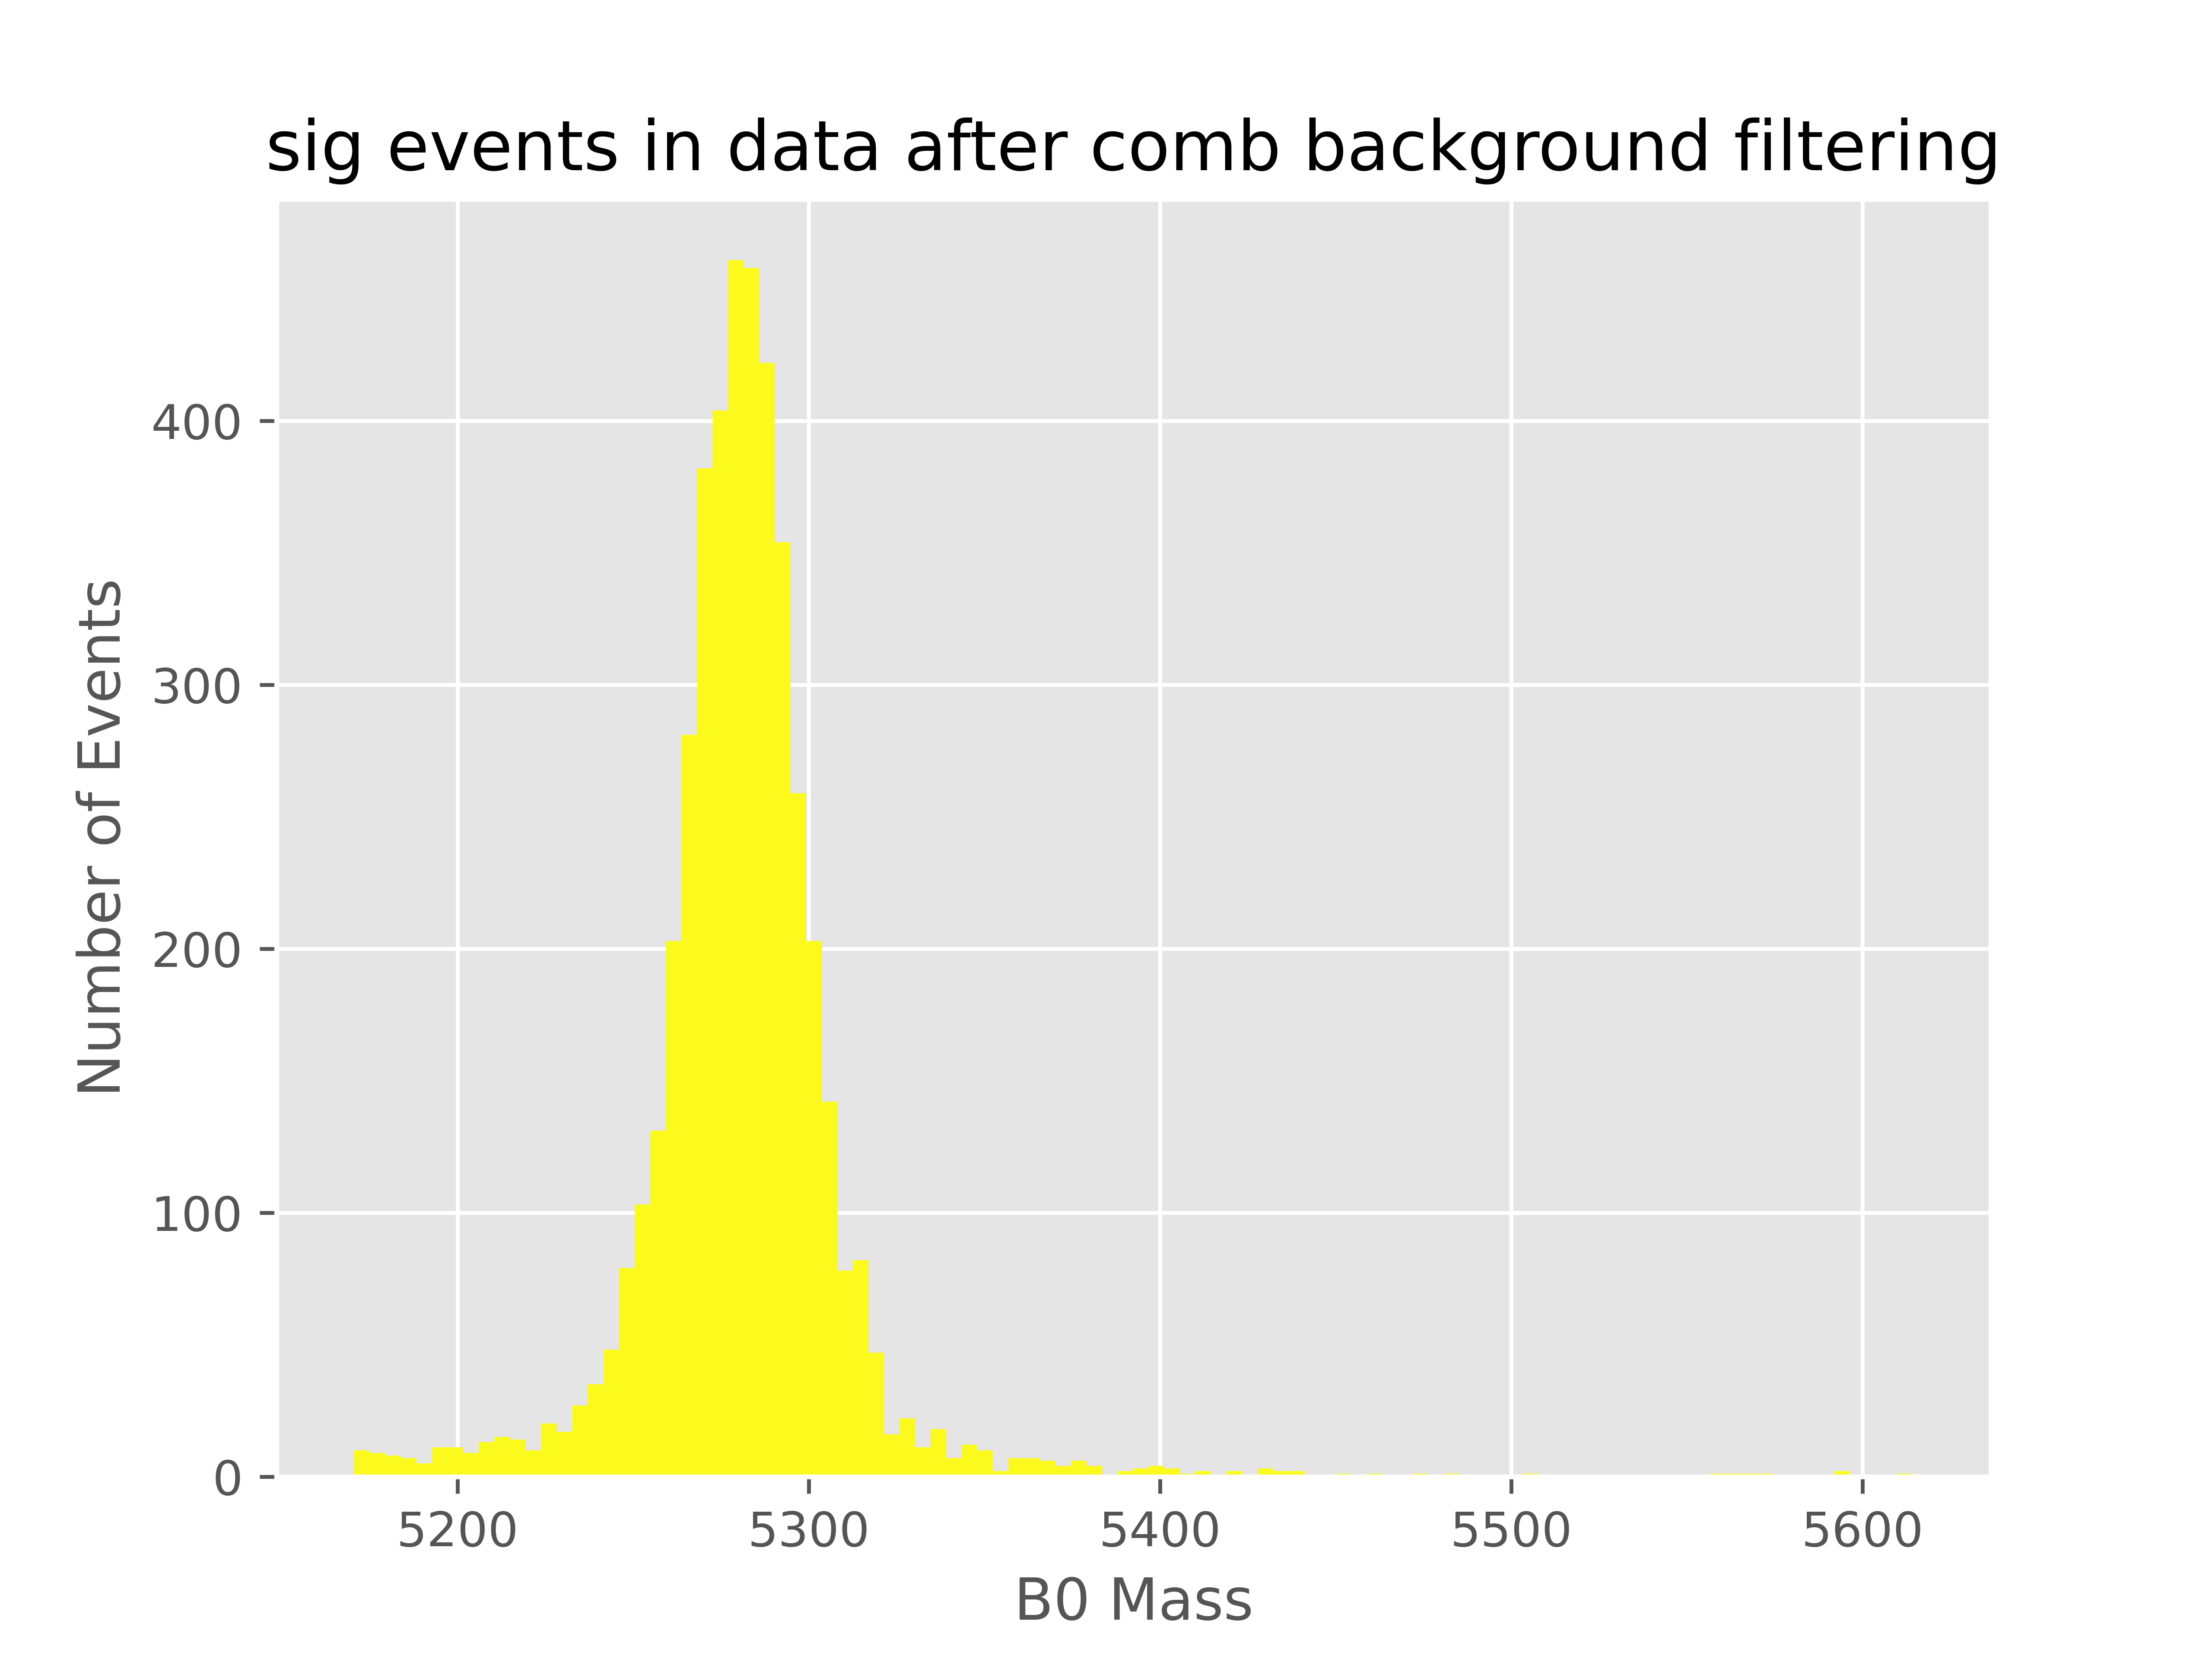 sig events in data after comb background filtering
Number of Events
400
300
200
100
0
5200 5300 5400 5500 5600
B0 Mass